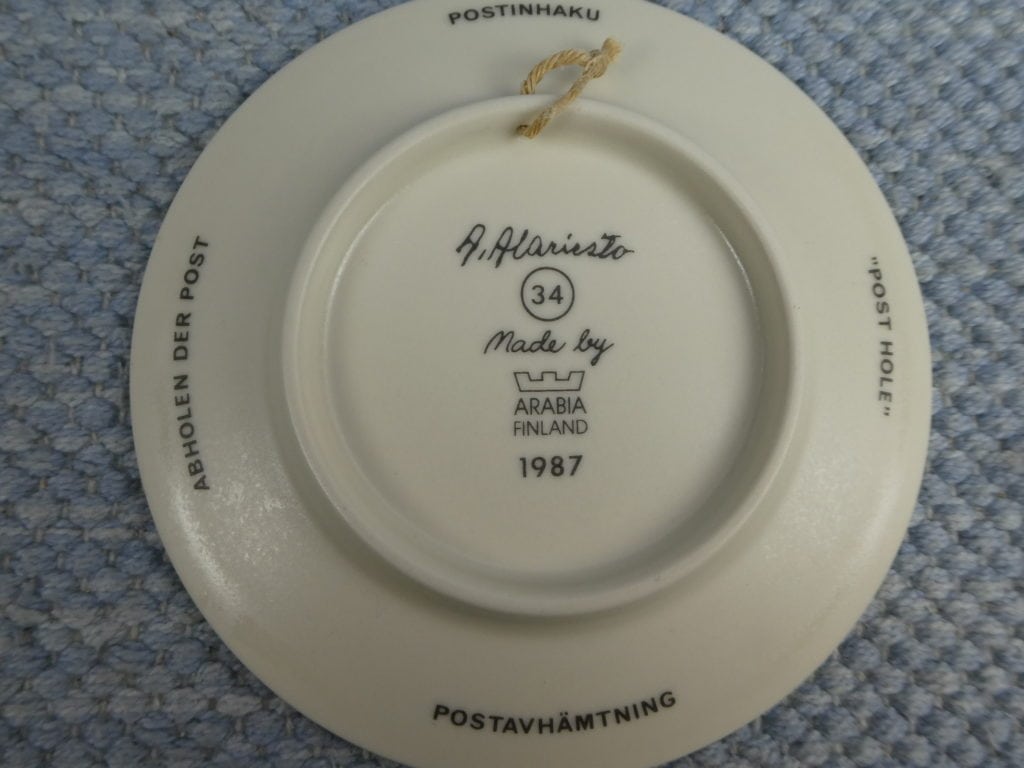 POSTINHAKU
ABHOLEN DER POST
"POST HOLE"
A. Alariesto
34
Made by
ARABIA
FINLAND
1987
POSTAVHÄMTNING